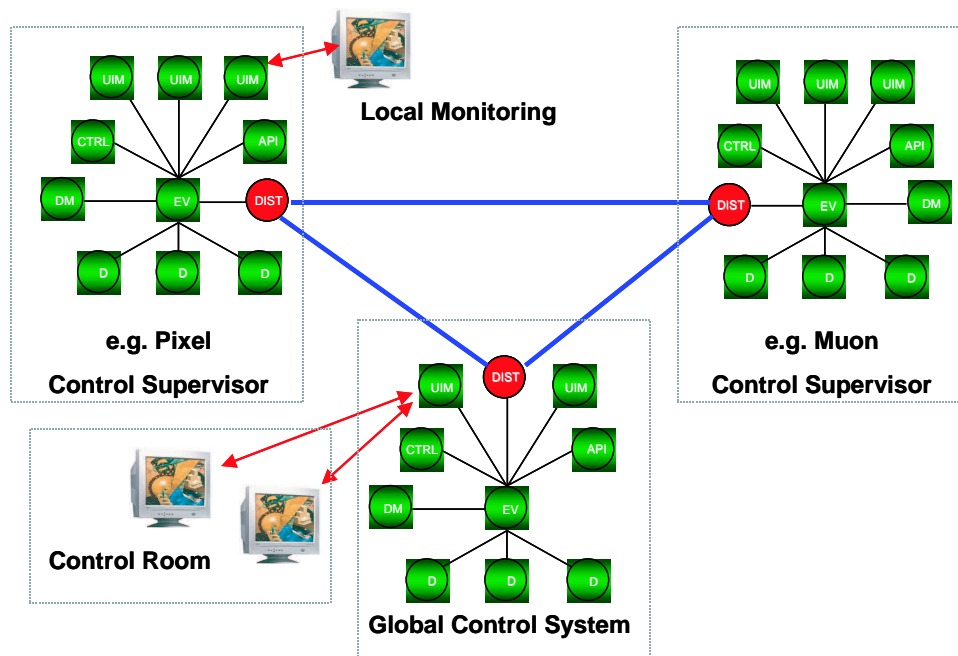 UIM UIM UIM
CTRL API
DM EV DIST
D D D
e.g. Pixel
Control Supervisor
Local Monitoring
UIM UIM UIM
CTRL API
DIST EV DM
D D D
e.g. Muon
Control Supervisor
UIM DIST UIM
CTRL API
DM EV
D D D
Global Control System
Control Room